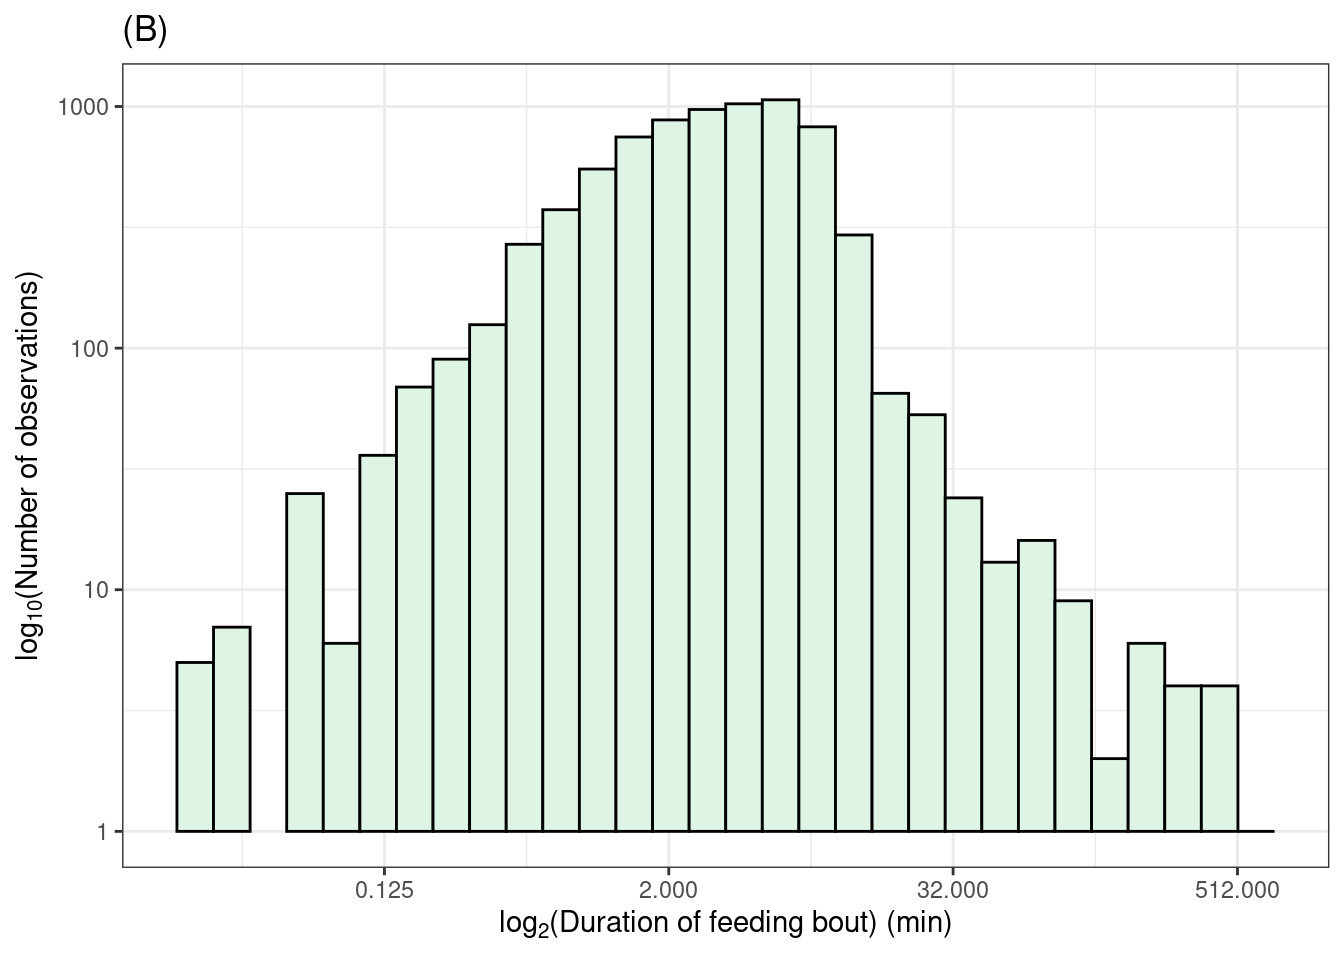 (B)
log₁₀(Number of observations)
1000
100
10
1
0.125 2.000 32.000 512.000
log₂(Duration of feeding bout) (min)